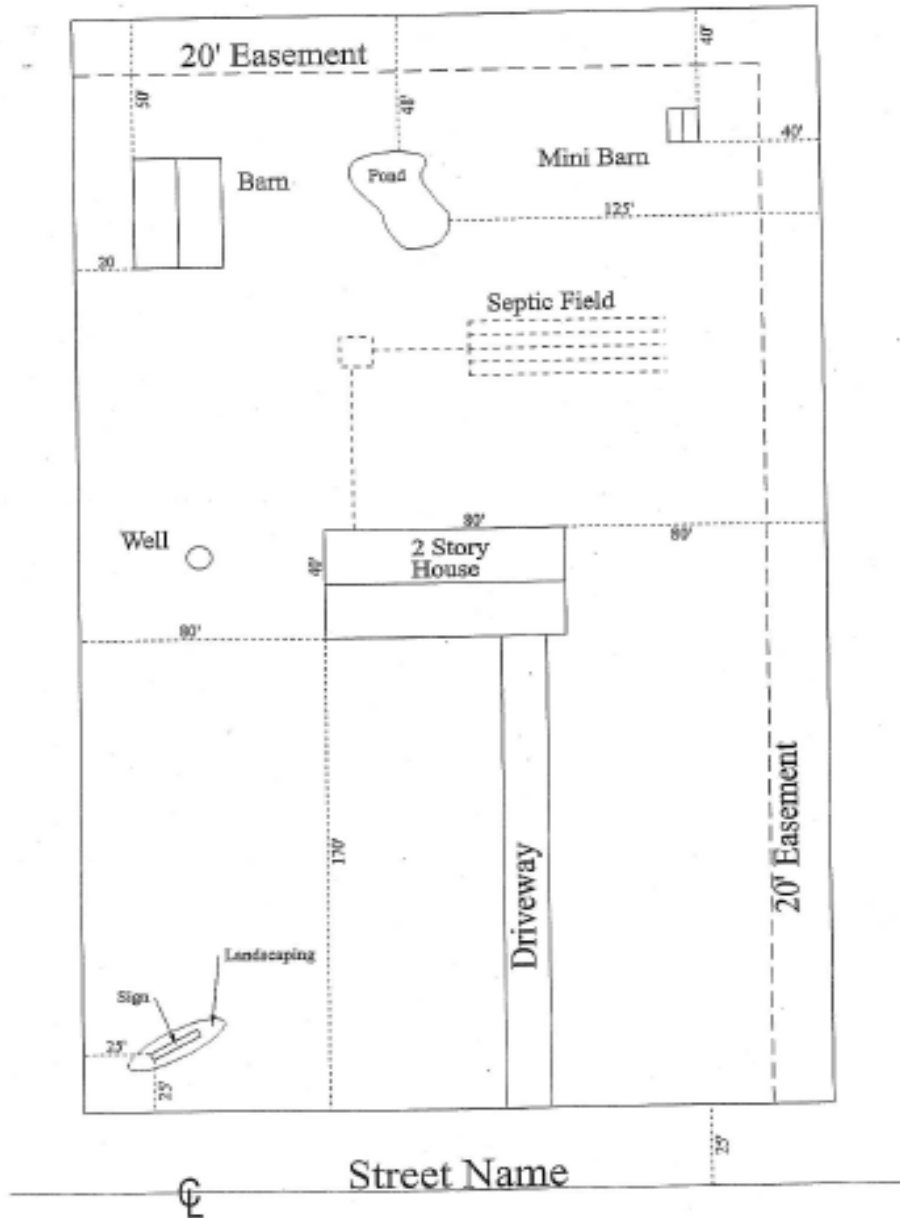 20' Easement
40'
50'
48'
Mini Barn
40'
Barn
Pond
125'
20
Septic Field
80'
80'
Well
2 Story
House
40'
80'
170'
20' Easement
Driveway
Landscaping
Sign
25'
25'
25'
Street Name
℄